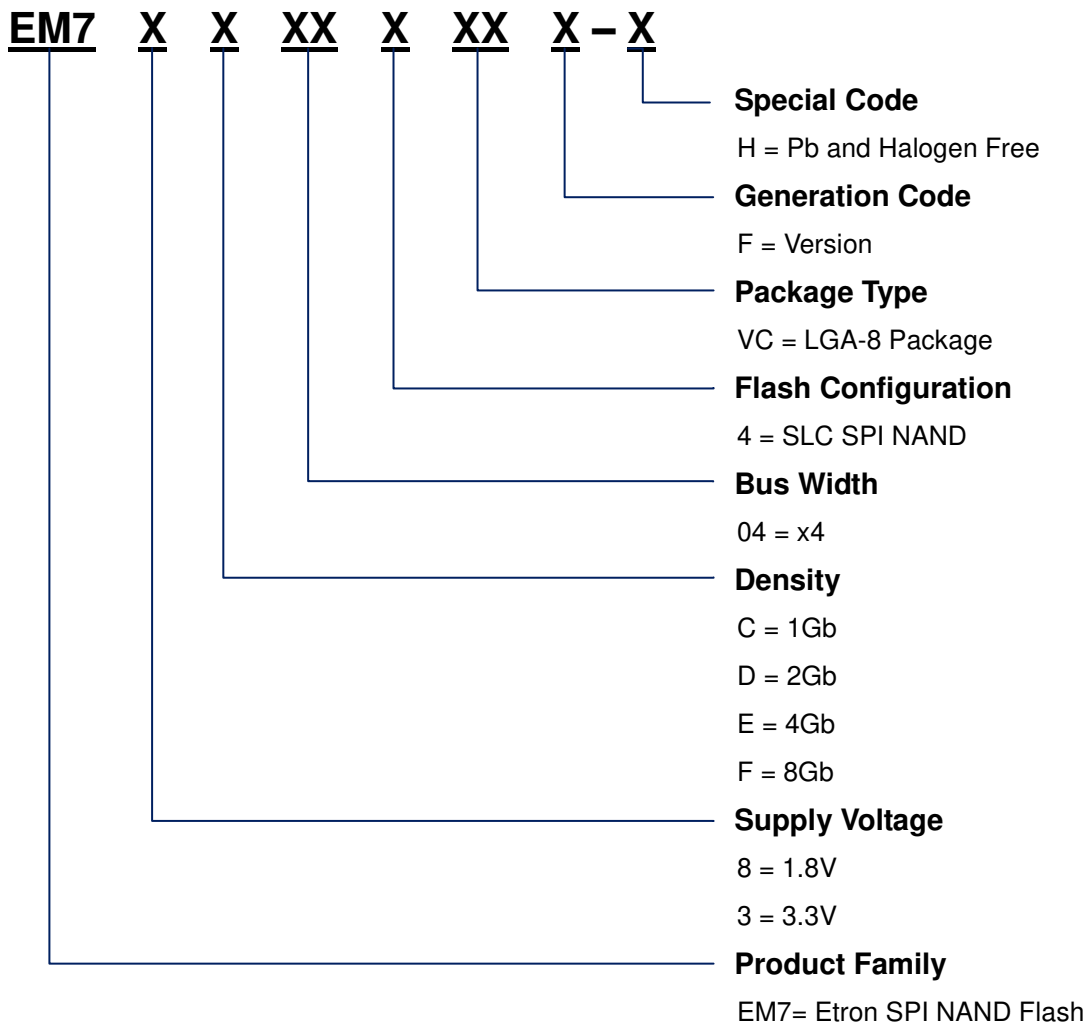 EM7 X X XX X XX X – X
Special Code
H = Pb and Halogen Free
Generation Code
F = Version
Package Type
VC = LGA-8 Package
Flash Configuration
4 = SLC SPI NAND
Bus Width
04 = x4
Density
C = 1Gb
D = 2Gb
E = 4Gb
F = 8Gb
Supply Voltage
8 = 1.8V
3 = 3.3V
Product Family
EM7= Etron SPI NAND Flash